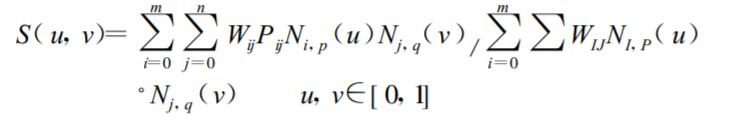 S(u, v)= ∑_{i=0}^{m} ∑_{j=0}^{n} W_{ij}P_{ij}N_{i, p}(u)N_{j, q}(v) / ∑_{i=0}^{m} ∑ W_{IJ}N_{I, P}(u)
°N_{j, q}(v) u, v∈[0, 1]